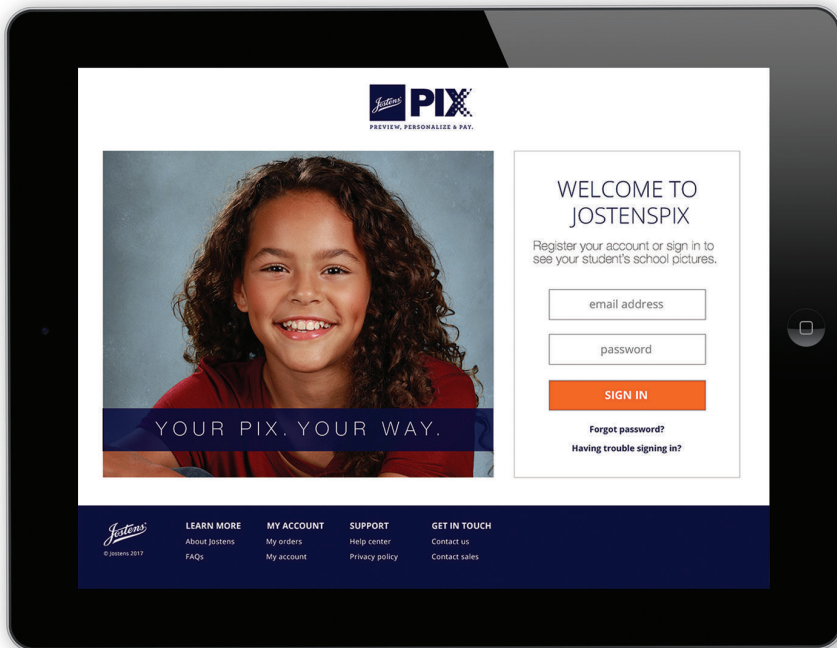 Jostens PIX
PREVIEW, PERSONALIZE & PAY.
YOUR PIX. YOUR WAY.
WELCOME TO
JOSTENSPIX
Register your account or sign in to
see your student's school pictures.
email address
password
SIGN IN
Forgot password?
Having trouble signing in?
Jostens
© Jostens 2017
LEARN MORE
About Jostens
FAQs
MY ACCOUNT
My orders
My account
SUPPORT
Help center
Privacy policy
GET IN TOUCH
Contact us
Contact sales